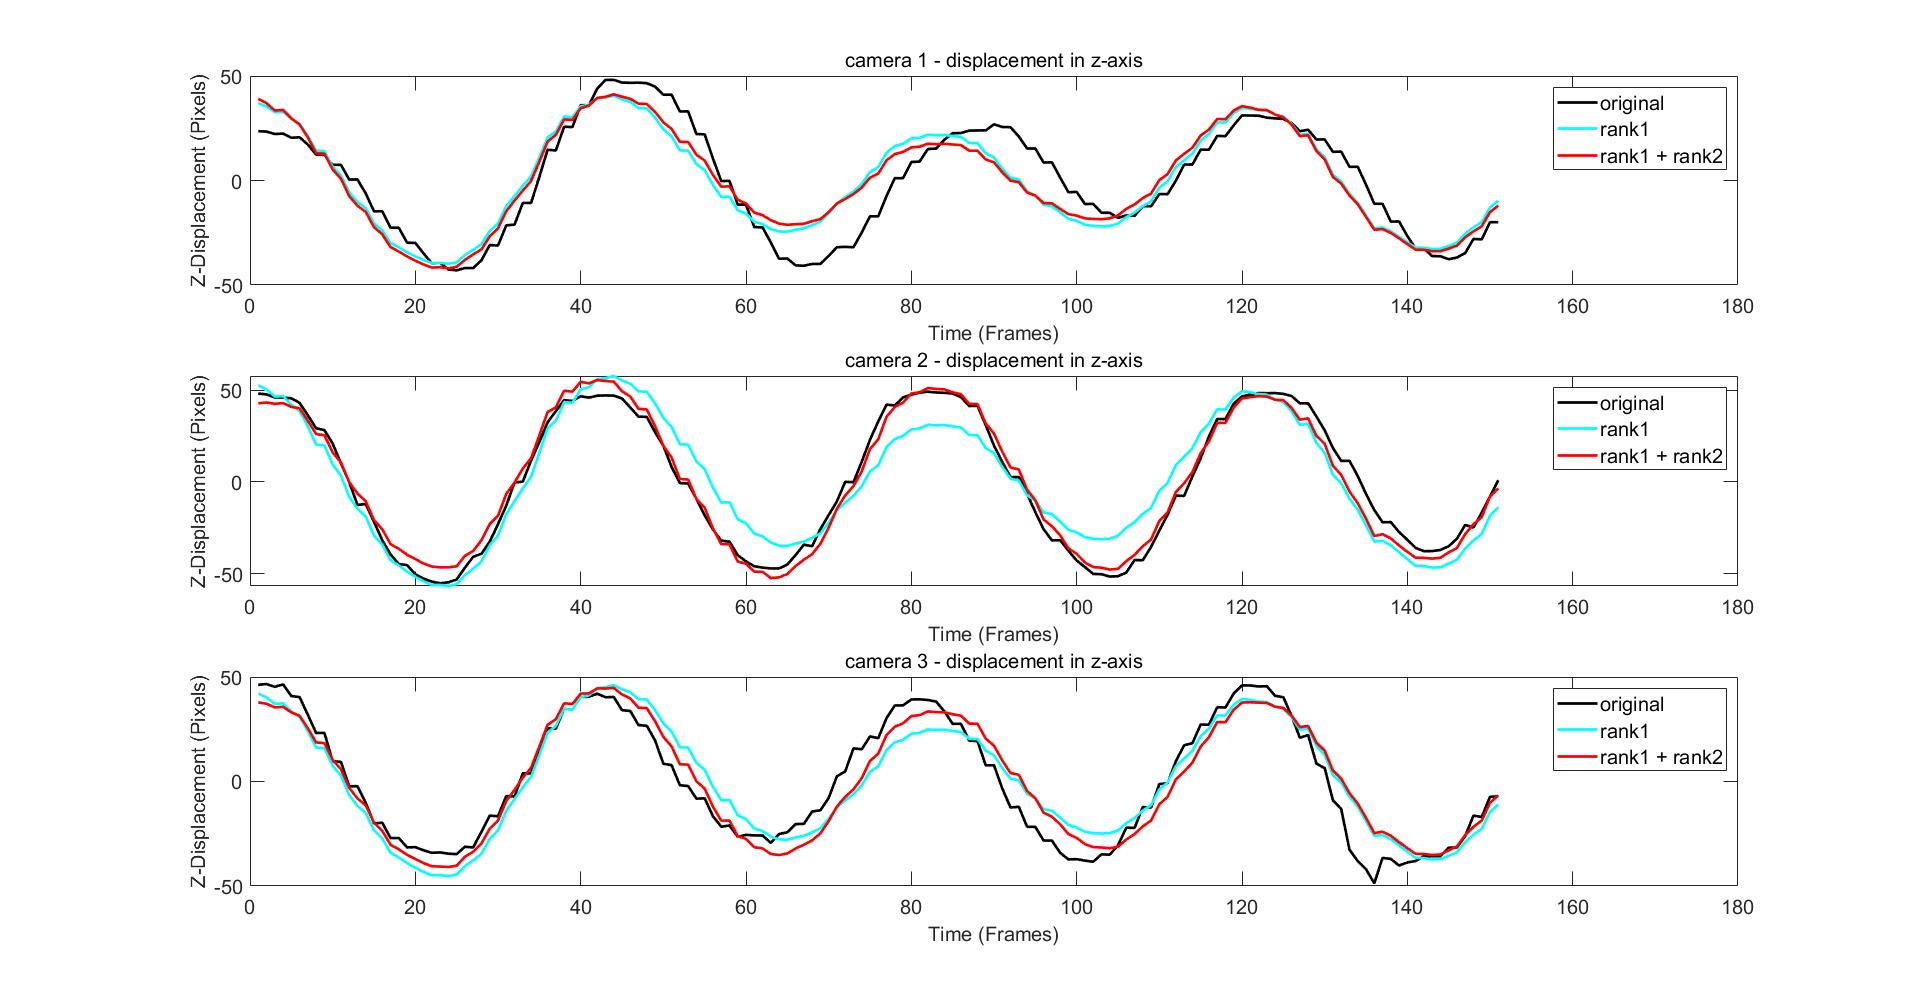 camera 1 - displacement in z-axis
Z-Displacement (Pixels)
50
0
-50
original
rank1
rank1 + rank2
0 20 40 60 80 100 120 140 160 180
Time (Frames)
camera 2 - displacement in z-axis
Z-Displacement (Pixels)
50
0
-50
original
rank1
rank1 + rank2
0 20 40 60 80 100 120 140 160 180
Time (Frames)
camera 3 - displacement in z-axis
Z-Displacement (Pixels)
50
0
-50
original
rank1
rank1 + rank2
0 20 40 60 80 100 120 140 160 180
Time (Frames)